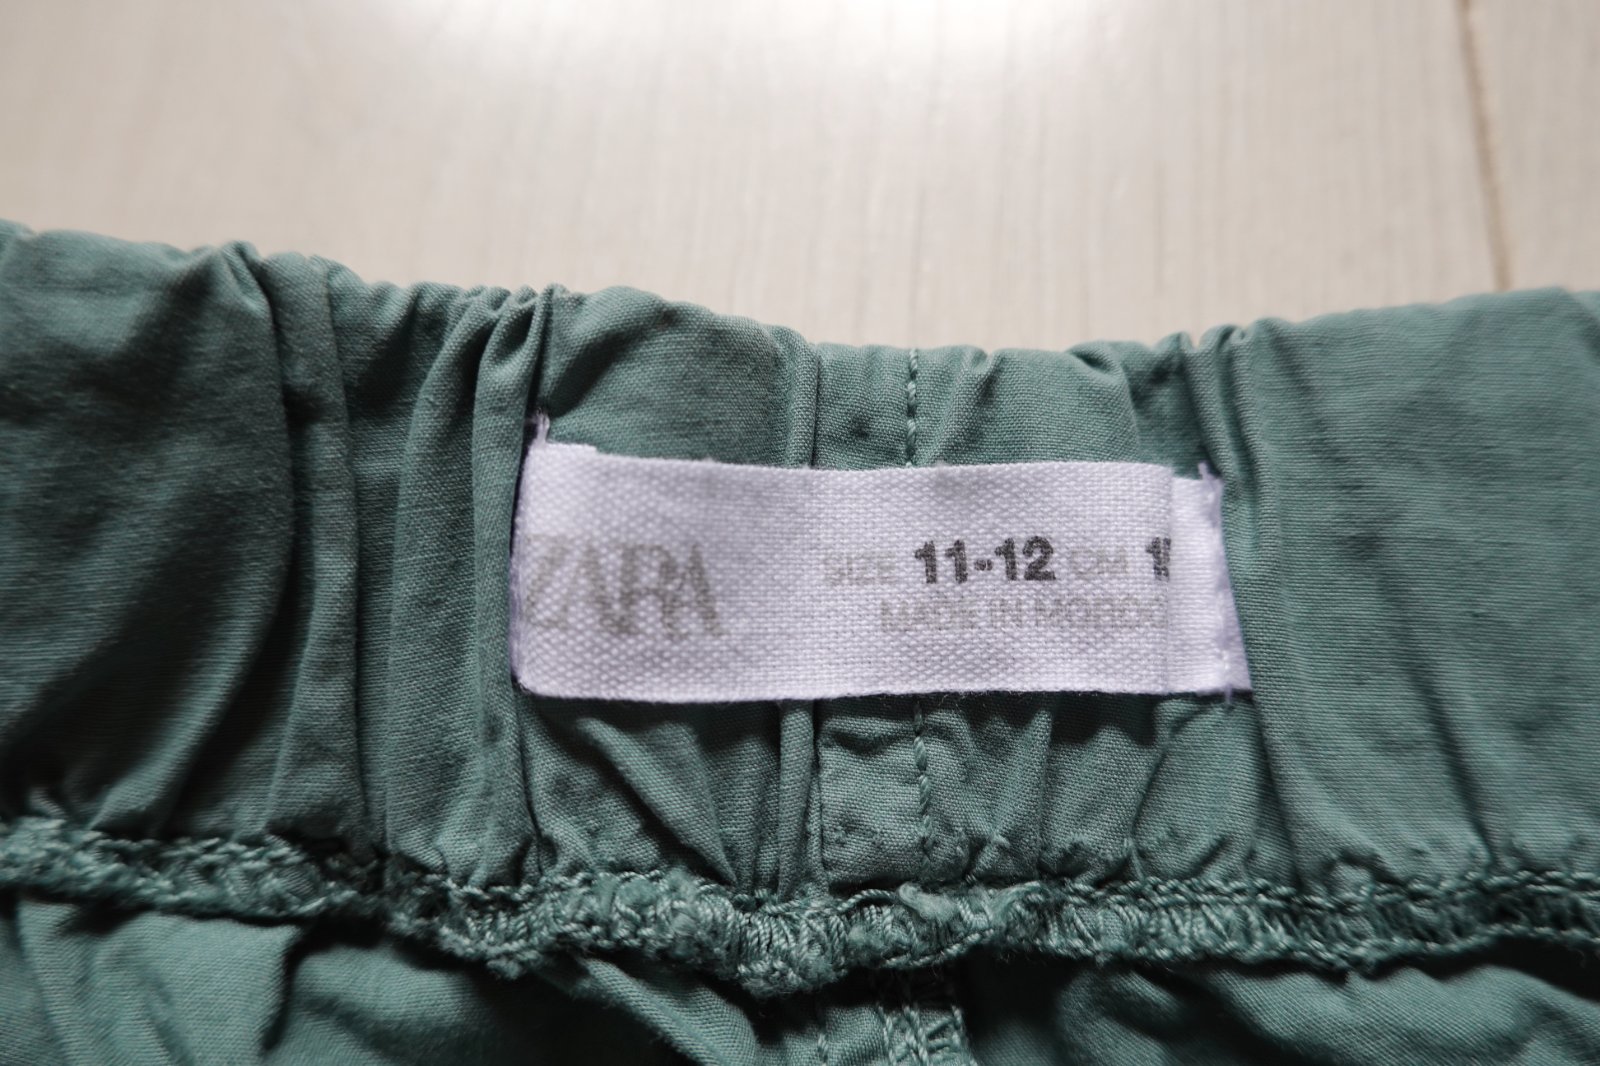 ZARA
SIZE 11-12 CM
MADE IN